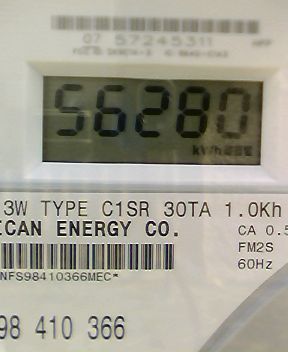 07 57245311
56280
kWh
3W TYPE C1SR 30TA 1.0Kh
ICAN ENERGY CO.
CA 0.5
FM2S
60Hz
NFS98410366MEC*
98 410 366